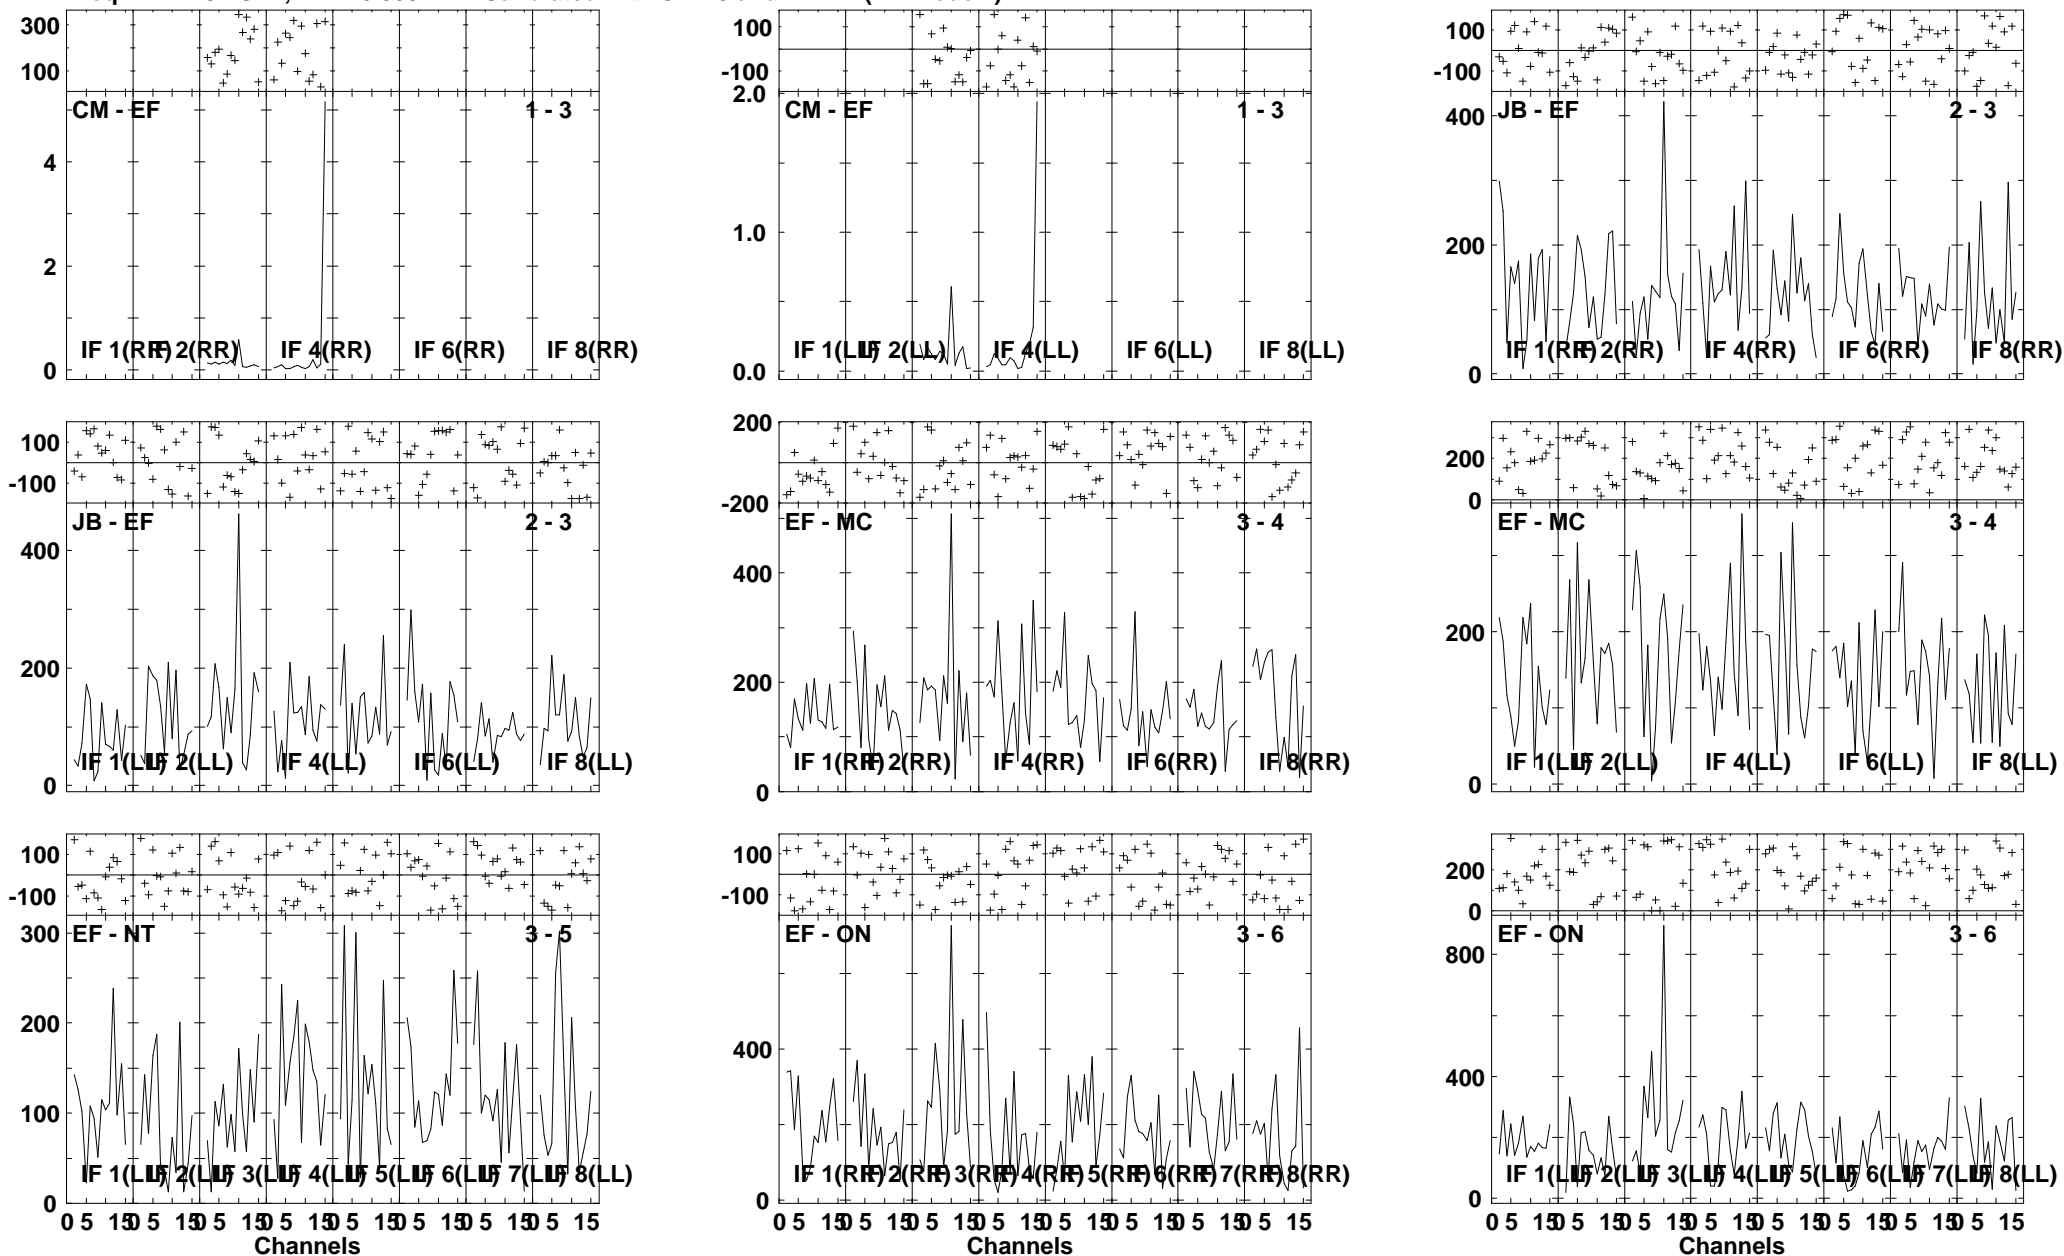 300
100
CM - EF 1 - 3
4
2
0
IF 1(RR) IF 2(RR) IF 4(RR) IF 6(RR) IF 8(RR)
100
-100
2.0
CM - EF 1 - 3
1.0
0.0
IF 1(LL) IF 2(LL) IF 4(LL) IF 6(LL) IF 8(LL)
100
-100
JB - EF 2 - 3
400
200
0
IF 1(RR) IF 2(RR) IF 4(RR) IF 6(RR) IF 8(RR)
100
-100
JB - EF 2 - 3
400
200
0
IF 1(LL) IF 2(LL) IF 4(LL) IF 6(LL) IF 8(LL)
200
0
-200
EF - MC 3 - 4
400
200
0
IF 1(RR) IF 2(RR) IF 4(RR) IF 6(RR) IF 8(RR)
200
0
EF - MC 3 - 4
200
0
IF 1(LL) IF 2(LL) IF 4(LL) IF 6(LL) IF 8(LL)
100
-100
EF - NT 3 - 5
300
200
100
0
IF 1(LL) IF 2(LL) IF 3(LL) IF 4(LL) IF 5(LL) IF 6(LL) IF 7(LL) IF 8(LL)
0 5 15 0 5 15 0 5 15 0 5 15 0 5 15 0 5 15 0 5 15 0 5 15
Channels
100
-100
EF - ON 3 - 6
400
0
IF 1(RR) IF 2(RR) IF 3(RR) IF 4(RR) IF 5(RR) IF 6(RR) IF 7(RR) IF 8(RR)
0 5 15 0 5 15 0 5 15 0 5 15 0 5 15 0 5 15 0 5 15 0 5 15
Channels
200
0
EF - ON 3 - 6
800
400
0
IF 1(LL) IF 2(LL) IF 3(LL) IF 4(LL) IF 5(LL) IF 6(LL) IF 7(LL) IF 8(LL)
0 5 15 0 5 15 0 5 15 0 5 15 0 5 15 0 5 15 0 5 15 0 5 15
Channels